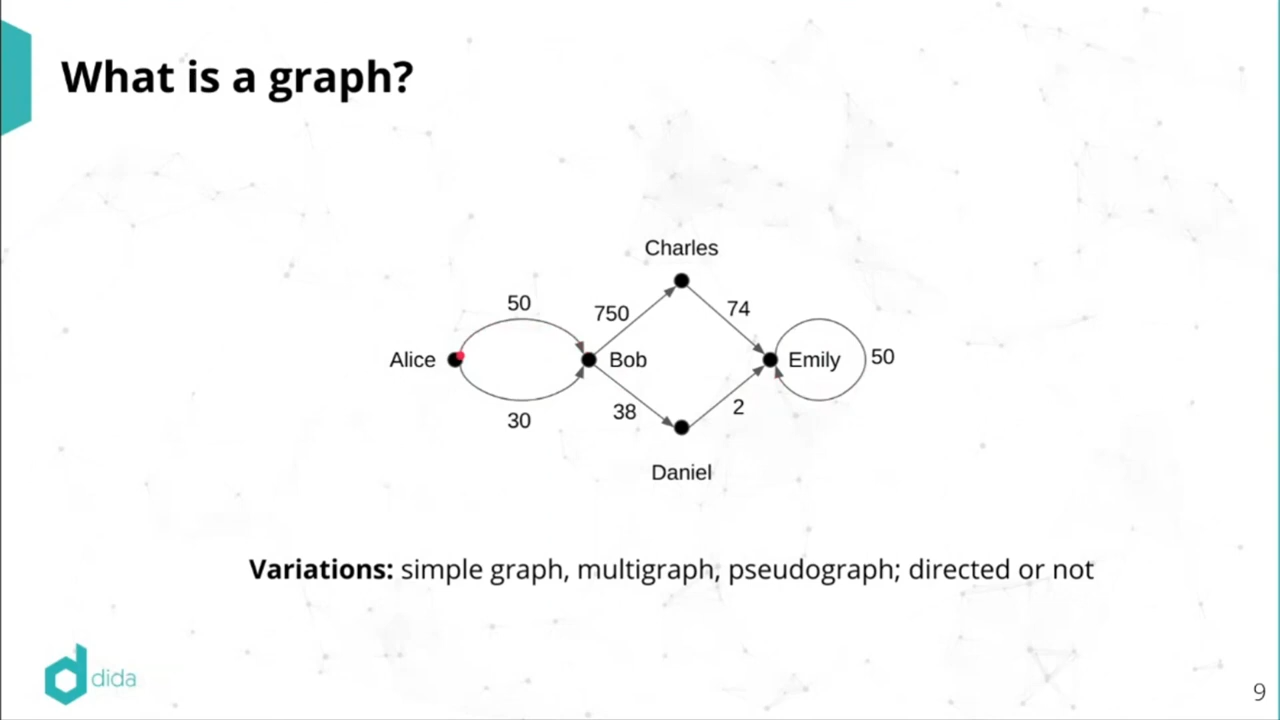 What is a graph?
Charles
50
750
74
Alice
Bob
Emily
50
30
38
2
Daniel
Variations: simple graph, multigraph, pseudograph; directed or not
dida
9